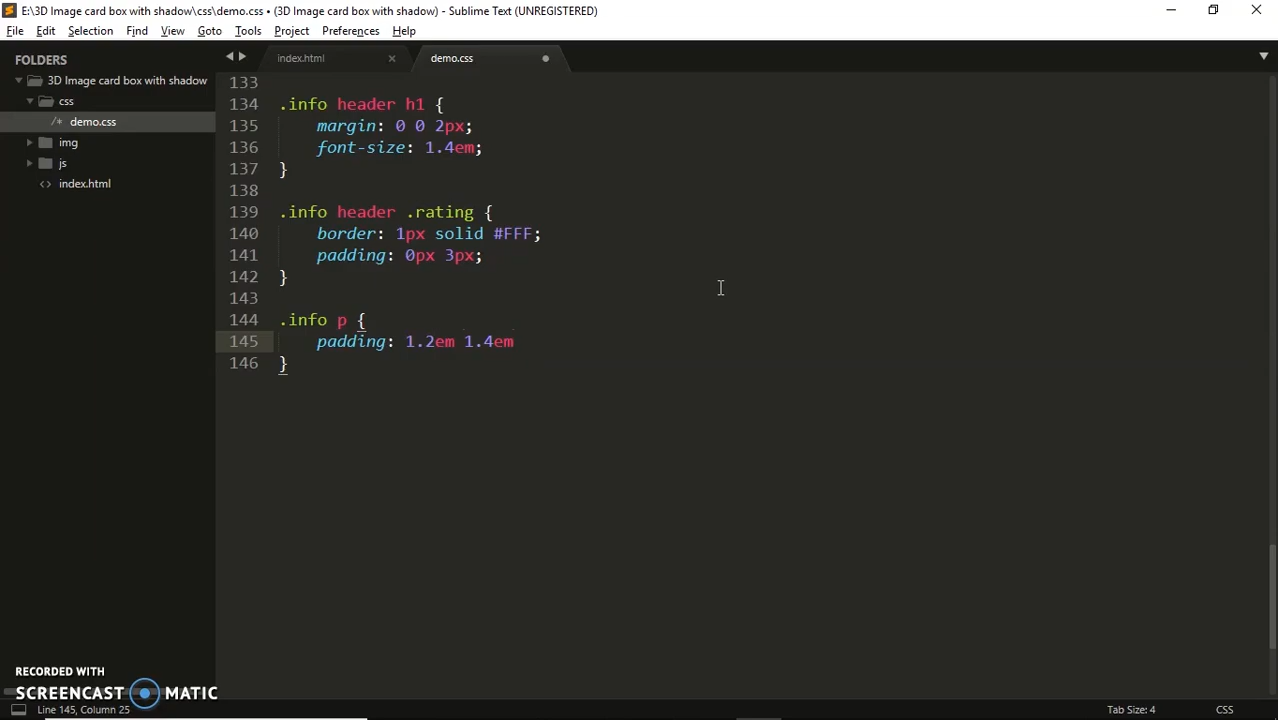 E:\3D Image card box with shadow\css\demo.css • (3D Image card box with shadow) - Sublime Text (UNREGISTERED)
File Edit Selection Find View Goto Tools Project Preferences Help
FOLDERS
3D Image card box with shadow
css
/* demo.css
img
js
<> index.html
index.html × demo.css
133
134 .info header h1 {
135     margin: 0 0 2px;
136     font-size: 1.4em;
137 }
138
139 .info header .rating {
140     border: 1px solid #FFF;
141     padding: 0px 3px;
142 }
143
144 .info p {
145     padding: 1.2em 1.4em
146 }
RECORDED WITH
SCREENCAST MATIC
Line 145, Column 25 Tab Size: 4 CSS